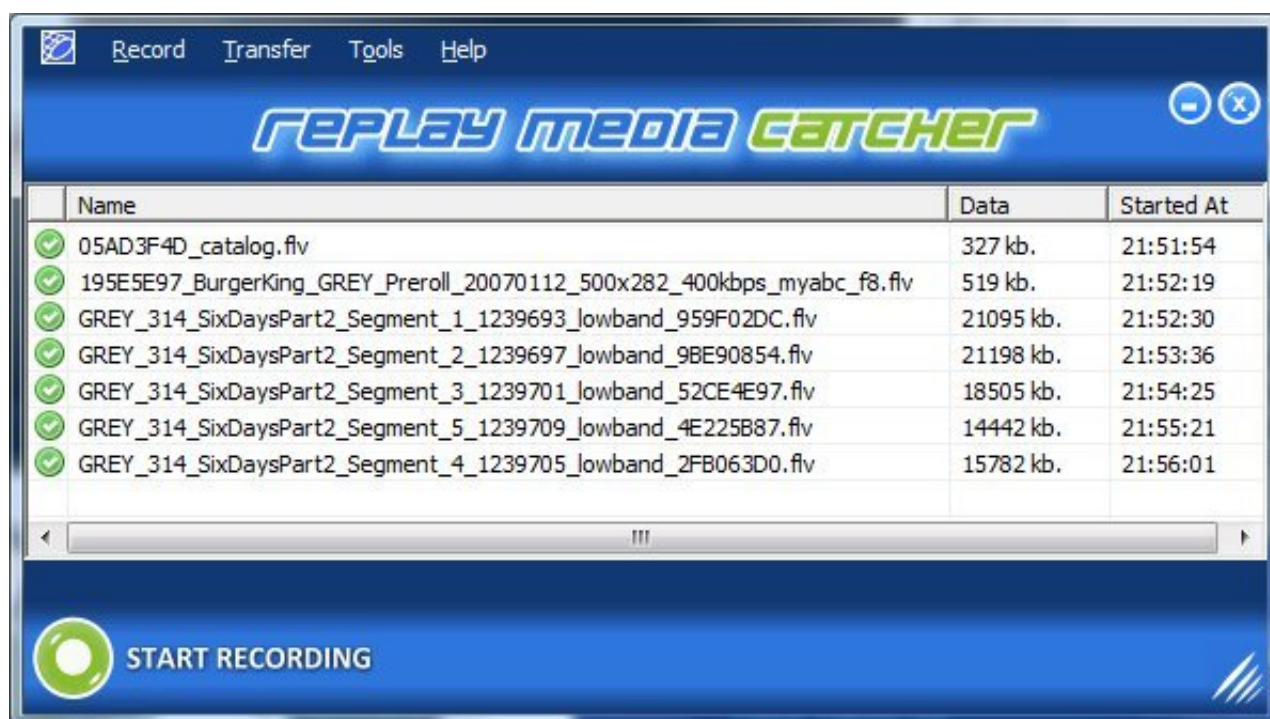 Record Transfer Tools Help
REPLAY MEDIA CATCHER
Name Data Started At
05AD3F4D_catalog.flv 327 kb. 21:51:54
195E5E97_BurgerKing_GREY_Preroll_20070112_500x282_400kbps_myabc_f8.flv 519 kb. 21:52:19
GREY_314_SixDaysPart2_Segment_1_1239693_lowband_959F02DC.flv 21095 kb. 21:52:30
GREY_314_SixDaysPart2_Segment_2_1239697_lowband_9BE90854.flv 21198 kb. 21:53:36
GREY_314_SixDaysPart2_Segment_3_1239701_lowband_52CE4E97.flv 18505 kb. 21:54:25
GREY_314_SixDaysPart2_Segment_5_1239709_lowband_4E225B87.flv 14442 kb. 21:55:21
GREY_314_SixDaysPart2_Segment_4_1239705_lowband_2FB063D0.flv 15782 kb. 21:56:01
START RECORDING